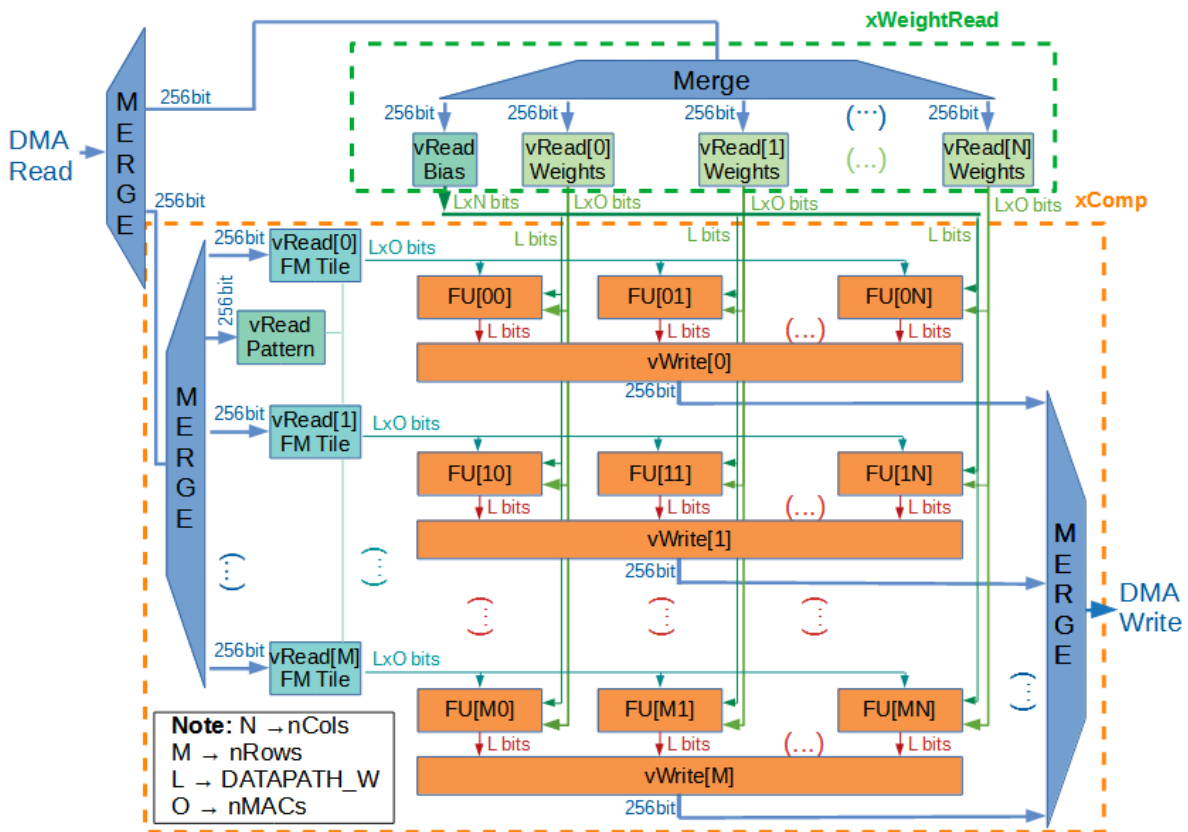 xWeightRead
Merge
256bit
256bit
256bit
256bit
(...)
vRead
Bias
vRead[0]
Weights
vRead[1]
Weights
(...)
vRead[N]
Weights
M
E
R
G
E
DMA
Read
256bit
256bit
LxN bits
LxO bits
LxO bits
LxO bits
xComp
L bits
L bits
L bits
M
E
R
G
E
256bit
vRead[0]
FM Tile
LxO bits
256bit
vRead
Pattern
FU[00]
FU[01]
FU[0N]
L bits
L bits
(...)
L bits
vWrite[0]
256bit
256bit
vRead[1]
FM Tile
LxO bits
FU[10]
FU[11]
FU[1N]
L bits
L bits
(...)
L bits
vWrite[1]
256bit
(...)
(...)
(...)
(...)
(...)
(...)
256bit
vRead[M]
FM Tile
LxO bits
FU[M0]
FU[M1]
FU[MN]
L bits
L bits
(...)
L bits
vWrite[M]
256bit
M
E
R
G
E
DMA
Write
Note: N →nCols
M → nRows
L → DATAPATH_W
O → nMACs